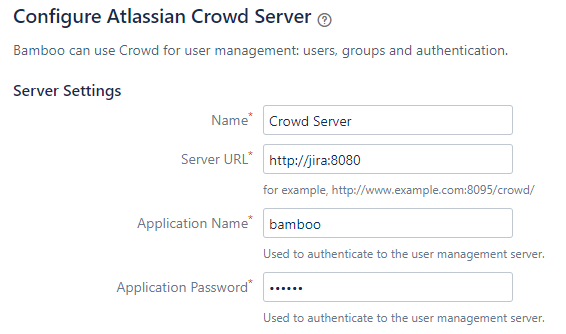 Configure Atlassian Crowd Server ?
Bamboo can use Crowd for user management: users, groups and authentication.
Server Settings
Name* Crowd Server
Server URL* http://jira:8080
for example, http://www.example.com:8095/crowd/
Application Name* bamboo
Used to authenticate to the user management server.
Application Password* ••••••
Used to authenticate to the user management server.